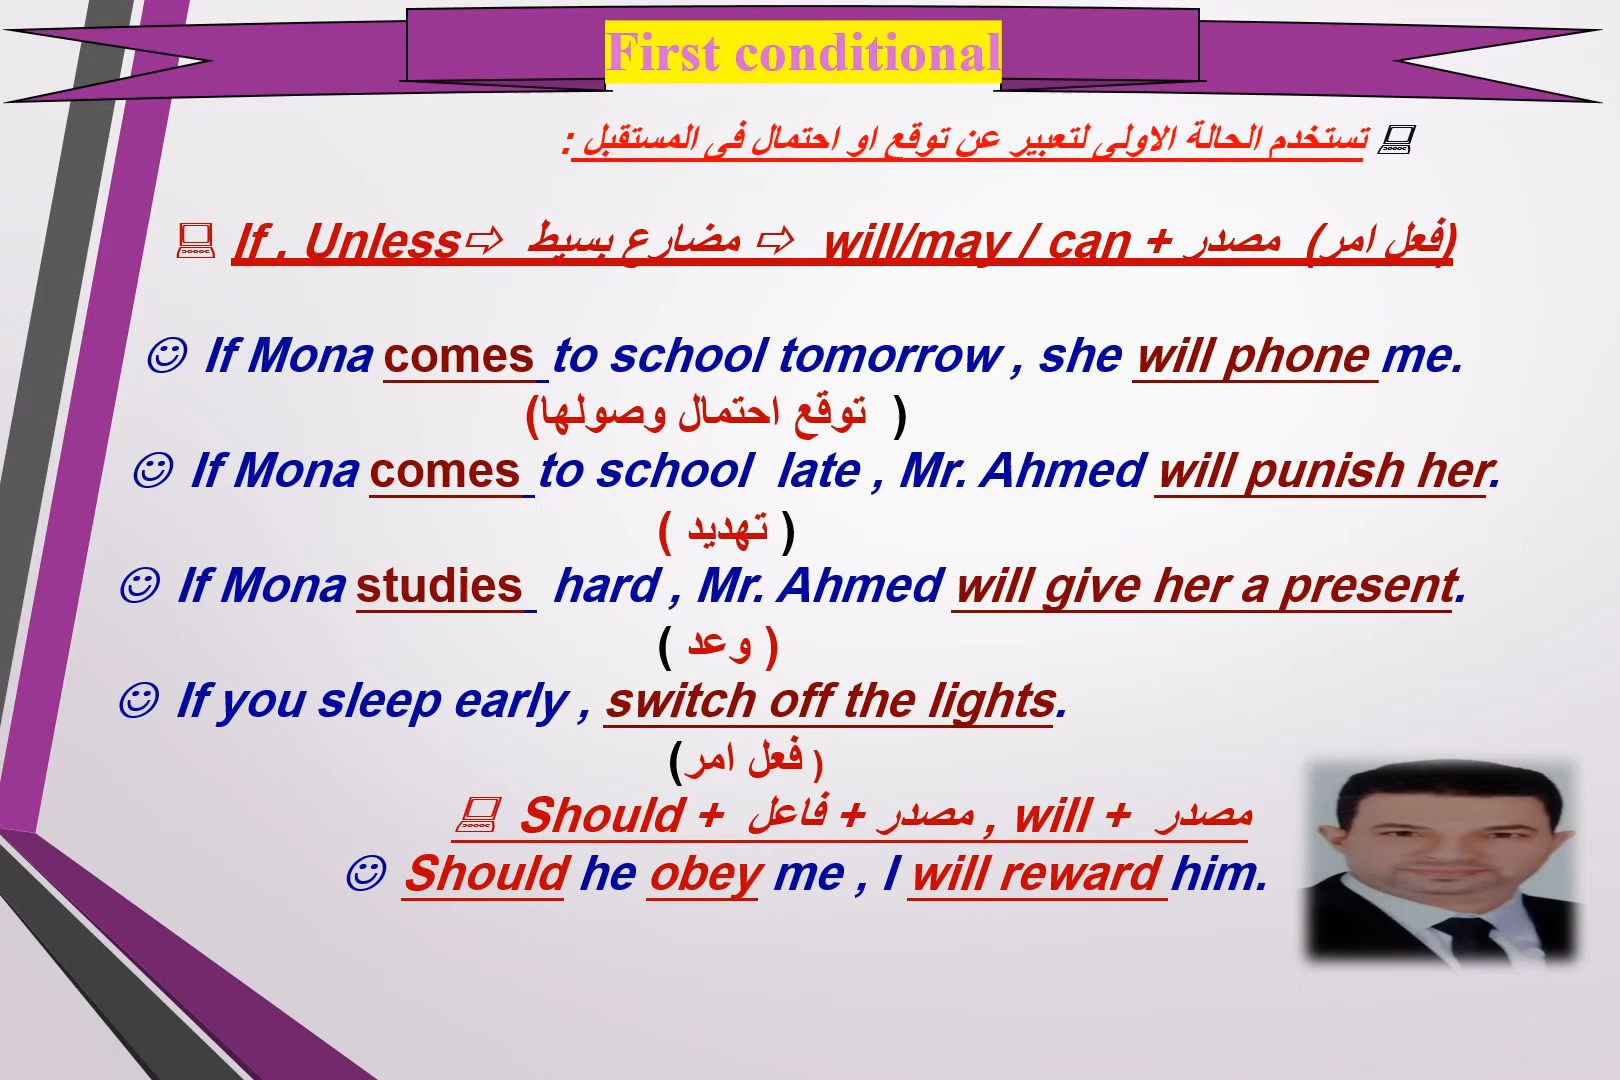 First conditional
تستخدم الحالة الاولى لتعبير عن توقع او احتمال فى المستقبل :
If , Unless⇨ مضارع بسيط ⇨ will/may / can + مصدر (فعل امر)
☺ If Mona comes to school tomorrow , she will phone me.
( توقع احتمال وصولها)
☺ If Mona comes to school late , Mr. Ahmed will punish her.
( تهديد )
☺ If Mona studies hard , Mr. Ahmed will give her a present.
( وعد )
☺ If you sleep early , switch off the lights.
( فعل امر)
Should + فاعل + مصدر , will + مصدر
☺ Should he obey me , I will reward him.